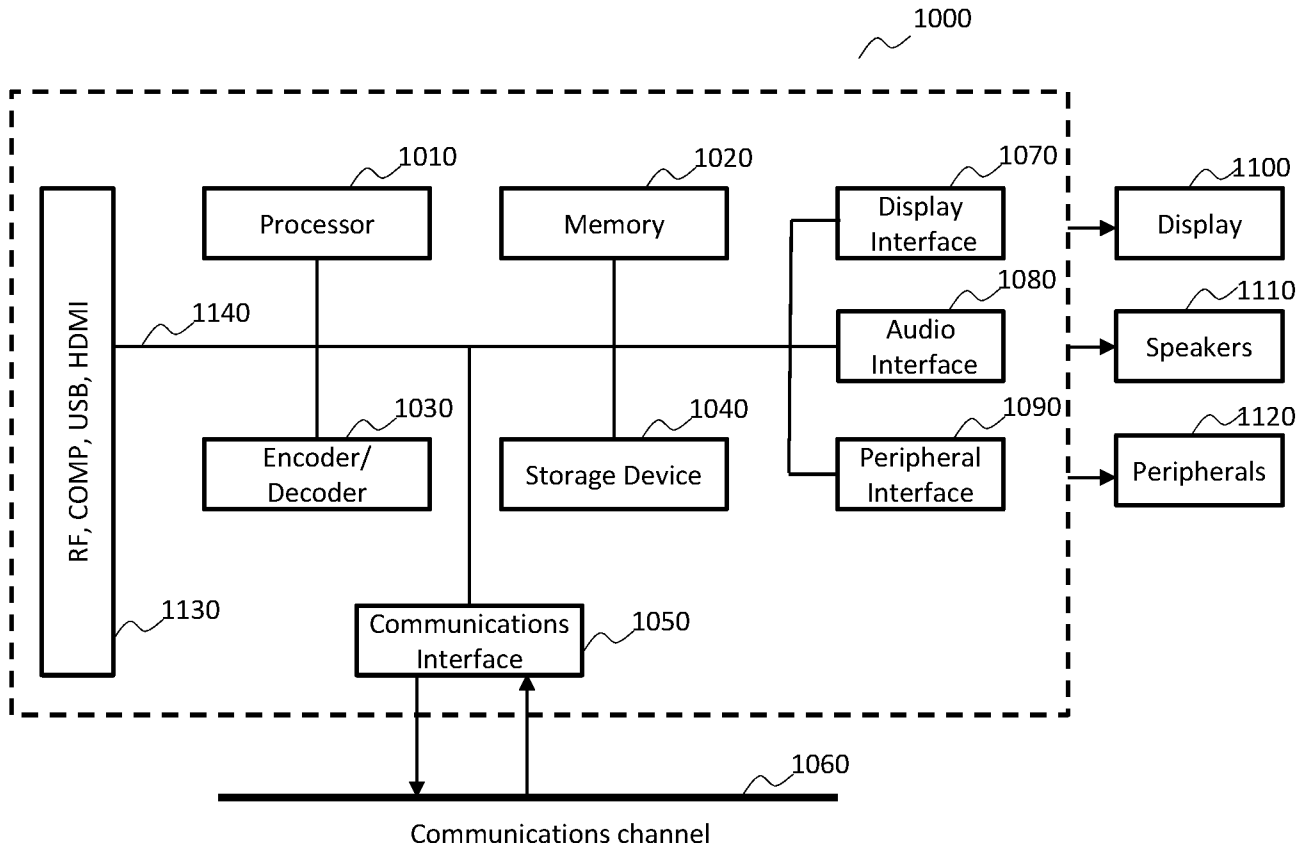 1000
1010
1020
1070
1100
Processor
Memory
Display
Interface
Display
1140
1080
1110
Audio
Interface
Speakers
RF, COMP, USB, HDMI
1030
1040
1090
1120
Encoder/
Decoder
Storage Device
Peripheral
Interface
Peripherals
1130
Communications
Interface
1050
1060
Communications channel